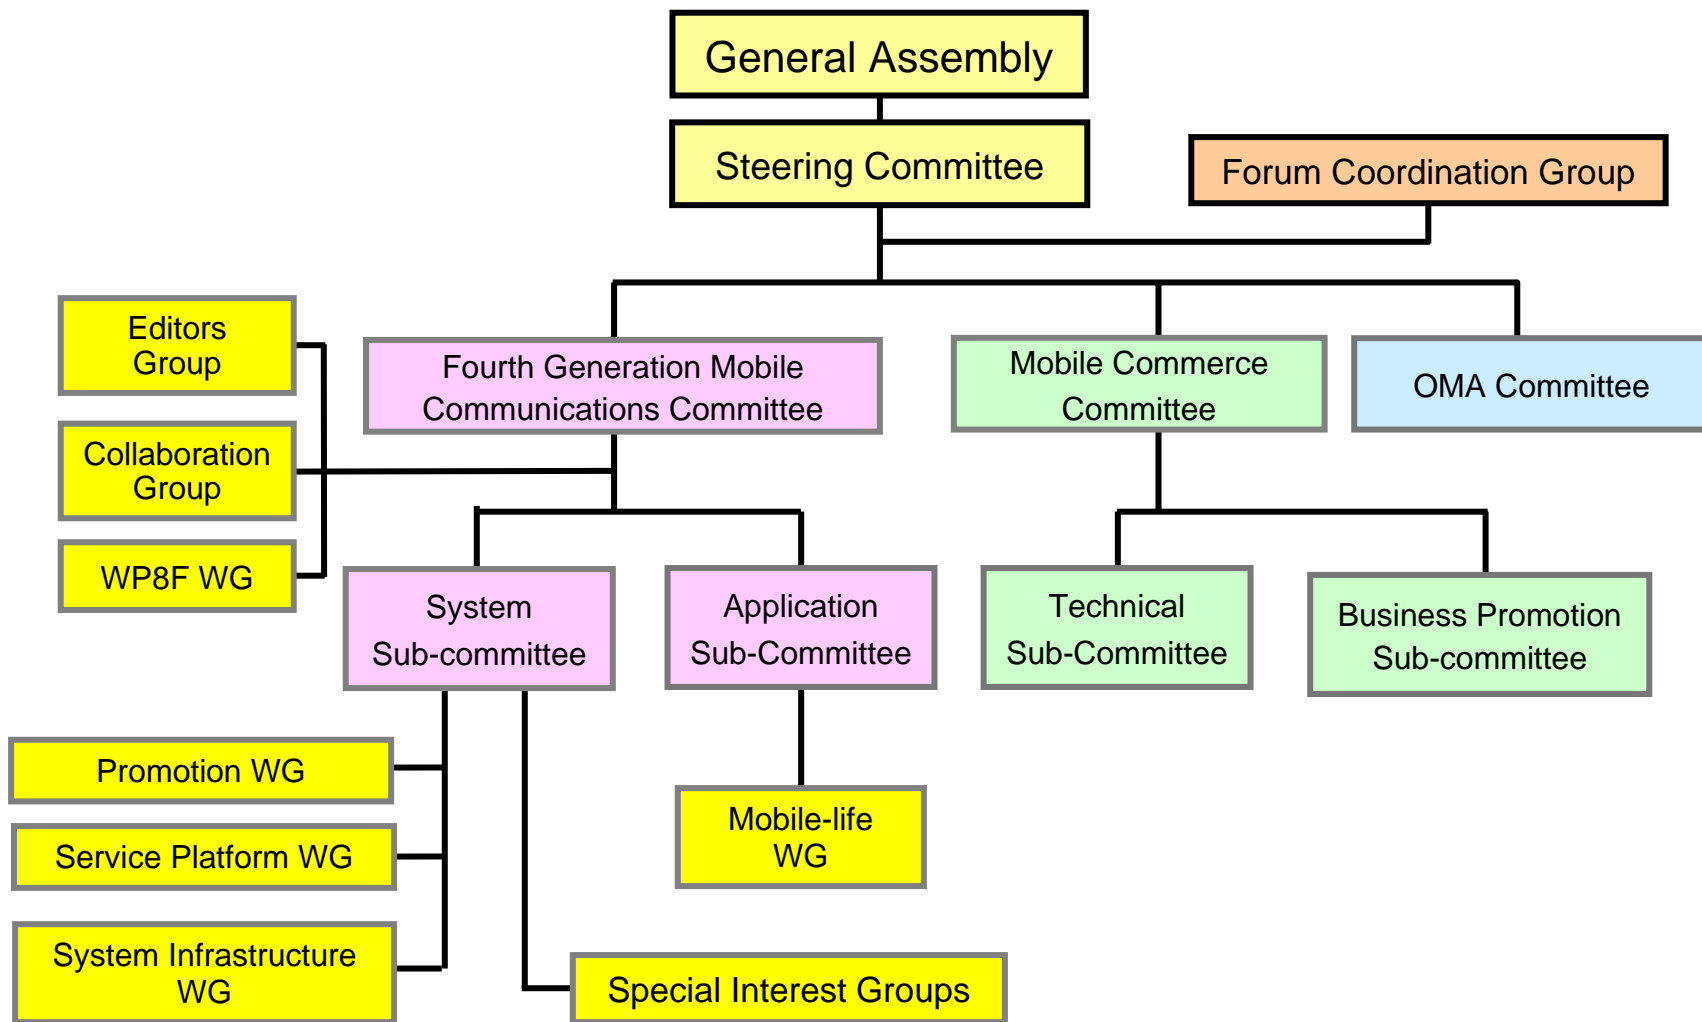 General Assembly
Steering Committee
Forum Coordination Group
Editors
Group
Fourth Generation Mobile
Communications Committee
Mobile Commerce
Committee
OMA Committee
Collaboration
Group
WP8F WG
System
Sub-committee
Application
Sub-Committee
Technical
Sub-Committee
Business Promotion
Sub-committee
Promotion WG
Service Platform WG
System Infrastructure
WG
Mobile-life
WG
Special Interest Groups